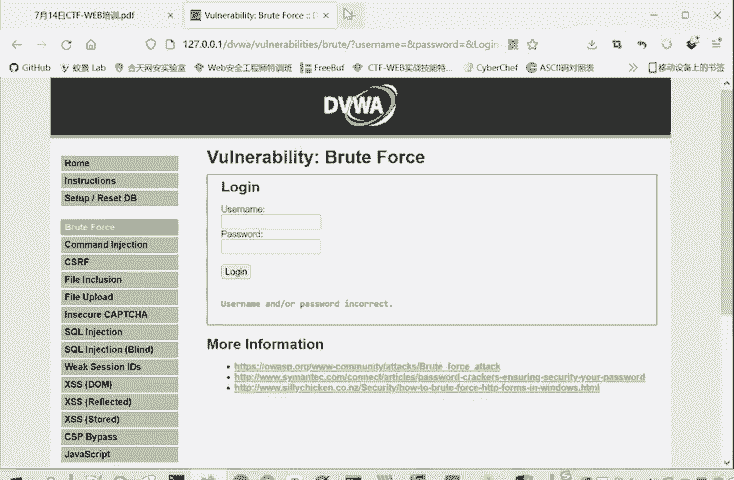 7月14日CTF-WEB培训.pdf
Vulnerability: Brute Force :: D
127.0.0.1/dvwa/vulnerabilities/brute/?username=&password=&Login
GitHub
蚁景 Lab
合天网安实验室
Web安全工程师特训班
FreeBuf
CTF-WEB实战技能特...
CyberChef
ASCII码对照表
移动设备上的书签
DVWA
Home
Instructions
Setup / Reset DB
Brute Force
Command Injection
CSRF
File Inclusion
File Upload
Insecure CAPTCHA
SQL Injection
SQL Injection (Blind)
Weak Session IDs
XSS (DOM)
XSS (Reflected)
XSS (Stored)
CSP Bypass
JavaScript
Vulnerability: Brute Force
Login
Username:
Password:
Login
Username and/or password incorrect.
More Information
https://owasp.org/www-community/attacks/Brute_force_attack
http://www.symantec.com/connect/articles/password-crackers-ensuring-security-your-password
http://www.sillychicken.co.nz/Security/how-to-brute-force-http-forms-in-windows.html